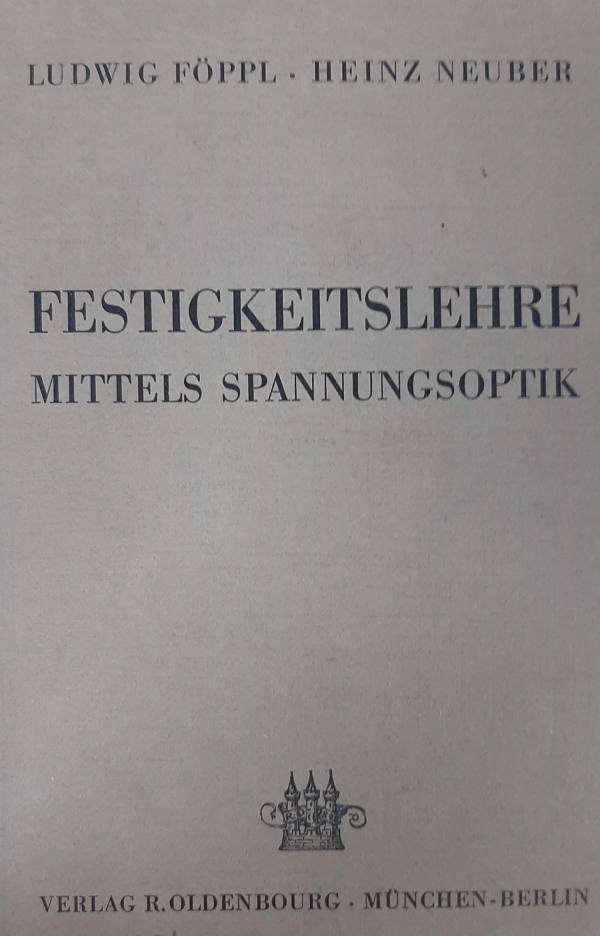 LUDWIG FÖPPL · HEINZ NEUBER
FESTIGKEITSLEHRE
MITTELS SPANNUNGSOPTIK
VERLAG R. OLDENBOURG · MÜNCHEN-BERLIN